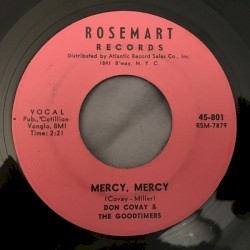 ROSEMART
RECORDS
Distributed by Atlantic Record Sales Co., Inc.
1841 B'way, N. Y. C.
VOCAL
Pub., Cotillion-
Vonglo, BMI
Time: 2:21
45-801
RSM-7879
MERCY, MERCY
(Covay - Miller)
DON COVAY &
THE GOODTIMERS